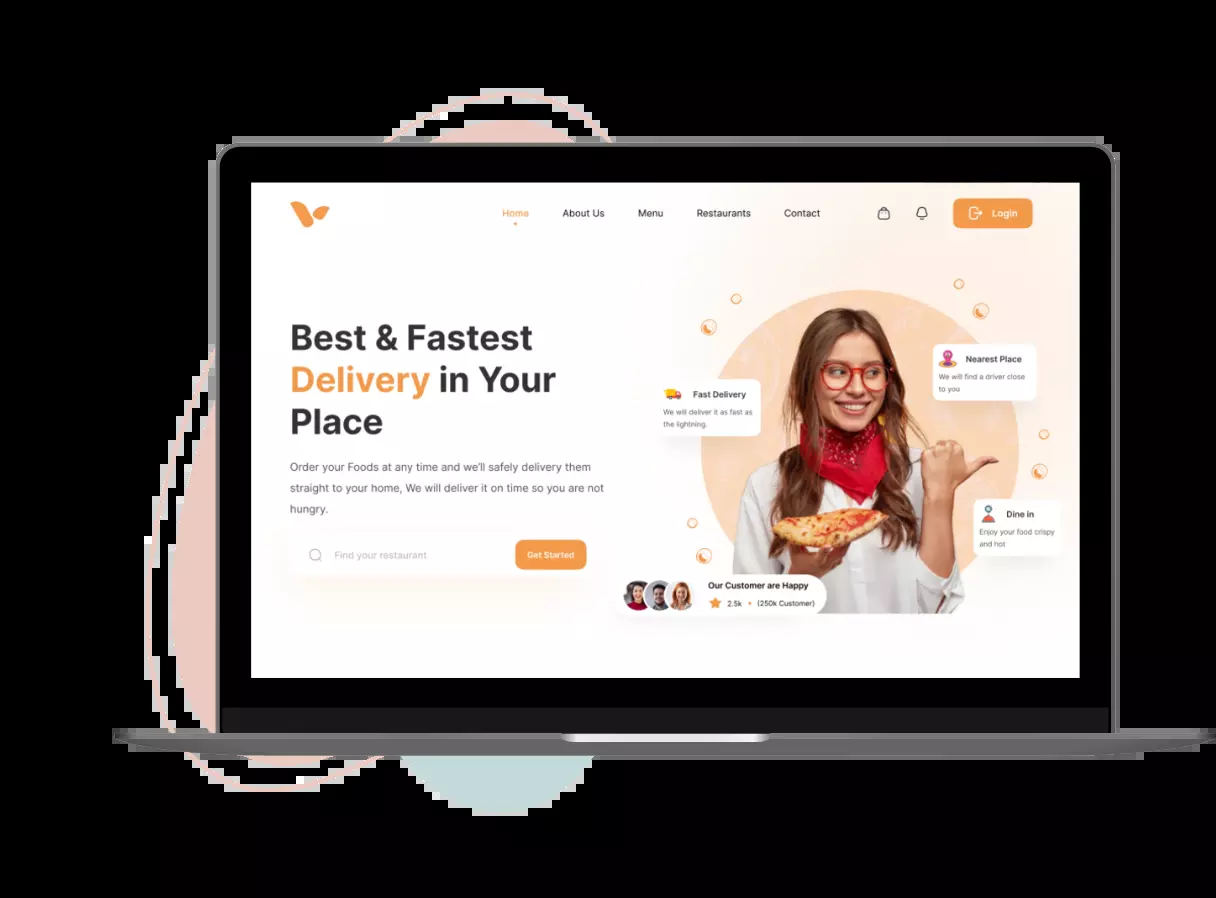 Home About Us Menu Restaurants Contact Login
Best & Fastest
Delivery in Your
Place
Order your Foods at any time and we'll safely delivery them
straight to your home, We will deliver it on time so you are not
hungry.
Find your restaurant Get Started
Fast Delivery
We will deliver it as fast as
the lightning.
Nearest Place
We will find a driver close
to you
Dine in
Enjoy your food crispy
and hot
Our Customer are Happy
2.5k • (250k Customer)